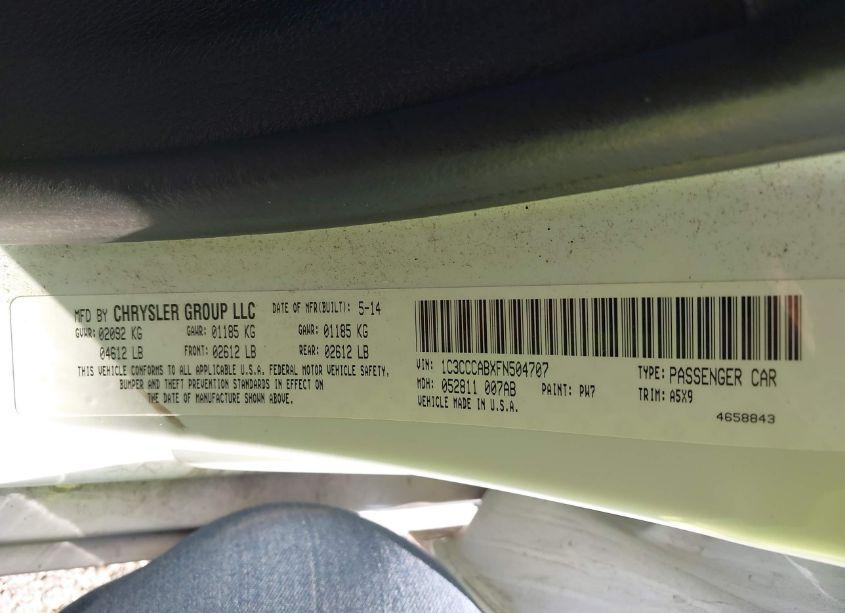 MFD BY CHRYSLER GROUP LLC DATE OF MFR(BUILT): 5-14
GVWR: 02092 KG GAWR: 01185 KG GAWR: 01185 KG
04612 LB FRONT: 02612 LB REAR: 02612 LB
THIS VEHICLE CONFORMS TO ALL APPLICABLE U.S.A. FEDERAL MOTOR VEHICLE SAFETY,
BUMPER AND THEFT PREVENTION STANDARDS IN EFFECT ON
THE DATE OF MANUFACTURE SHOWN ABOVE.
VIN: 1C3CCCABXFN504707 TYPE: PASSENGER CAR
MDH: 052811 007AB PAINT: PW7 TRIM: A5X9
VEHICLE MADE IN U.S.A. 4658843